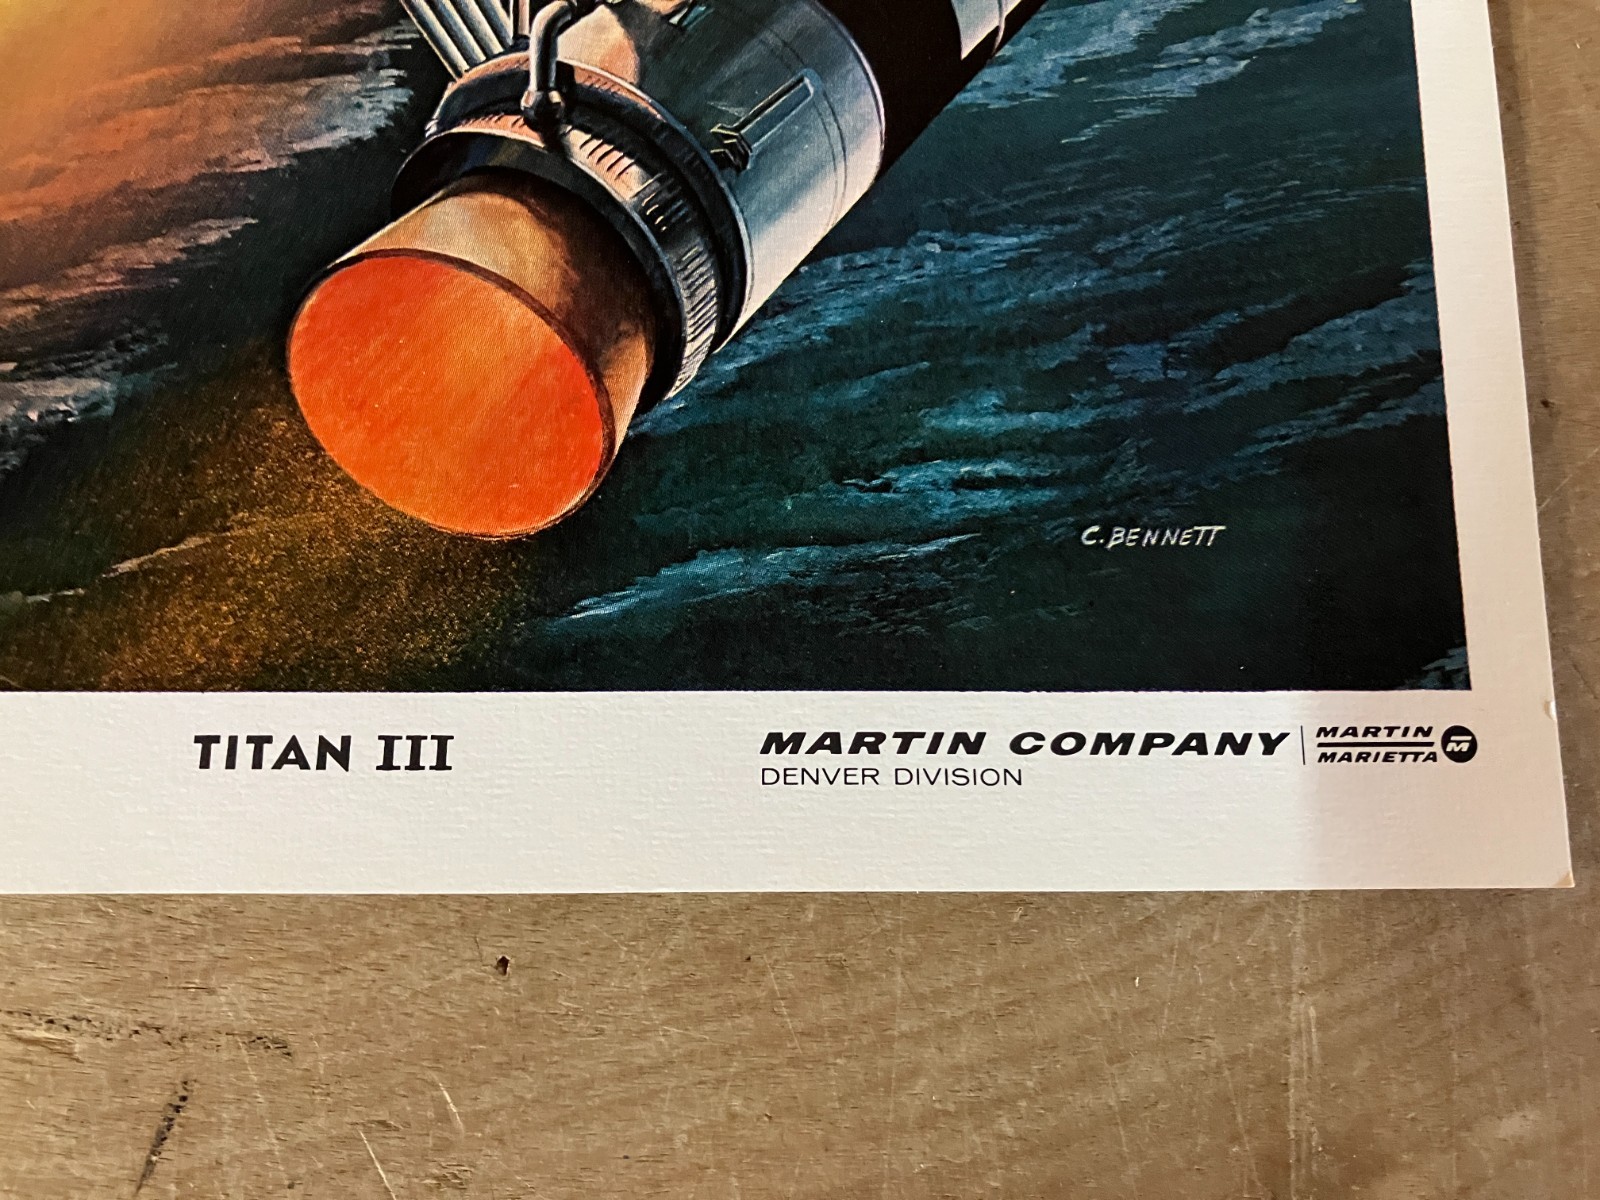 C. BENNETT
TITAN III
MARTIN COMPANY
DENVER DIVISION
MARTIN
MARIETTA
M